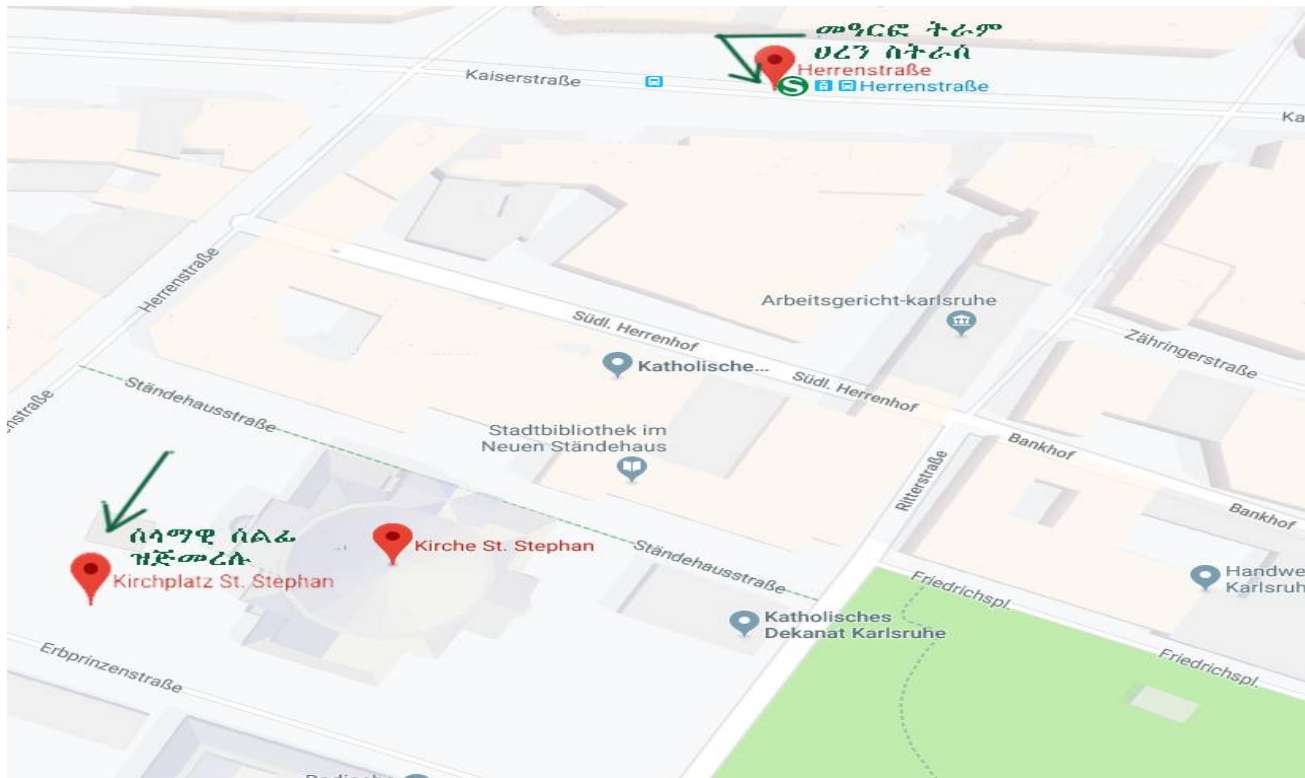 መዓርፎ ትራም
ሀረን ስትራሰ
Herrenstraße
Herrenstraße
Kaiserstraße
Ka
Herrenstraße
Arbeitsgericht-karlsruhe
Südl. Herrenhof
Zähringerstraße
Katholische...
Südl. Herrenhof
Ständehausstraße
enstraße
Stadtbibliothek im
Neuen Ständehaus
Bankhof
Ritterstraße
Bankhof
ሰላማዊ ሰልፊ
ዝጅመረሉ
Kirchplatz St. Stephan
Kirche St. Stephan
Ständehausstraße
Friedrichspl.
Handwe
Karlsruh
Katholisches
Dekanat Karlsruhe
Erbprinzenstraße
Friedrichspl.